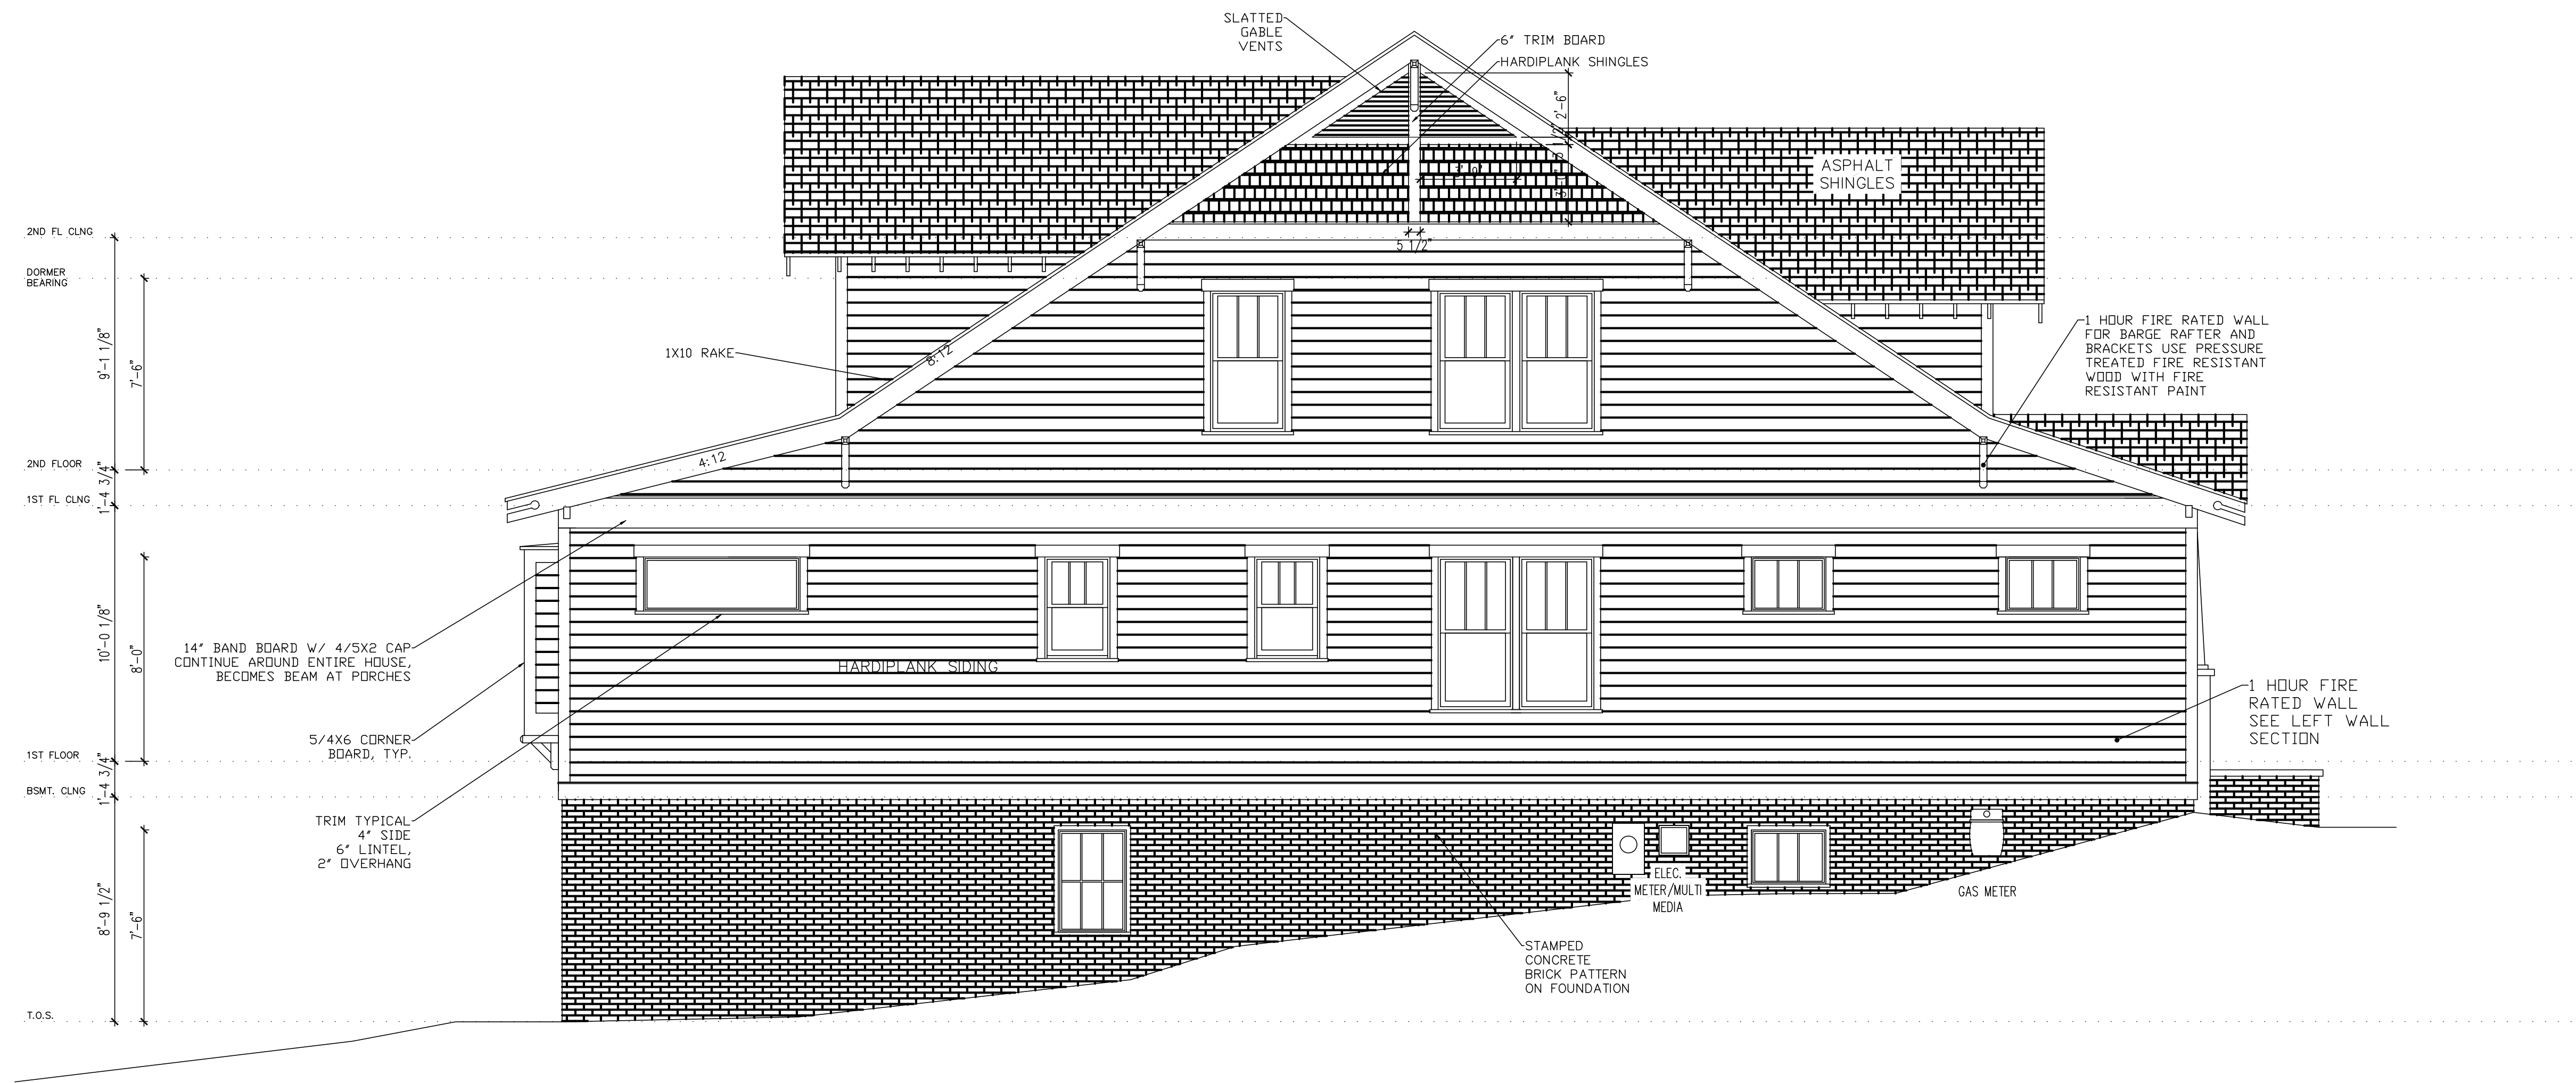 SLATTED
GABLE
VENTS
6" TRIM BOARD
HARDIPLANK SHINGLES
2'-6"
3'-9"
ASPHALT
SHINGLES
5 1/2"
2ND FL CLNG
DORMER
BEARING
9'-1 1/8"
7'-6"
1X10 RAKE
8:12
1 HOUR FIRE RATED WALL
FOR BARGE RAFTER AND
BRACKETS USE PRESSURE
TREATED FIRE RESISTANT
WOOD WITH FIRE
RESISTANT PAINT
4:12
2ND FLOOR
1'-4 3/4"
1ST FL CLNG
10'-0 1/8"
8'-0"
14" BAND BOARD W/ 4/5X2 CAP
CONTINUE AROUND ENTIRE HOUSE,
BECOMES BEAM AT PORCHES
HARDIPLANK SIDING
1 HOUR FIRE
RATED WALL
SEE LEFT WALL
SECTION
5/4X6 CORNER
BOARD, TYP.
1ST FLOOR
1'-4 3/4"
BSMT. CLNG
TRIM TYPICAL
4" SIDE
6" LINTEL,
2" OVERHANG
8'-9 1/2"
7'-6"
ELEC.
METER/MULTI
MEDIA
GAS METER
STAMPED
CONCRETE
BRICK PATTERN
ON FOUNDATION
T.O.S.